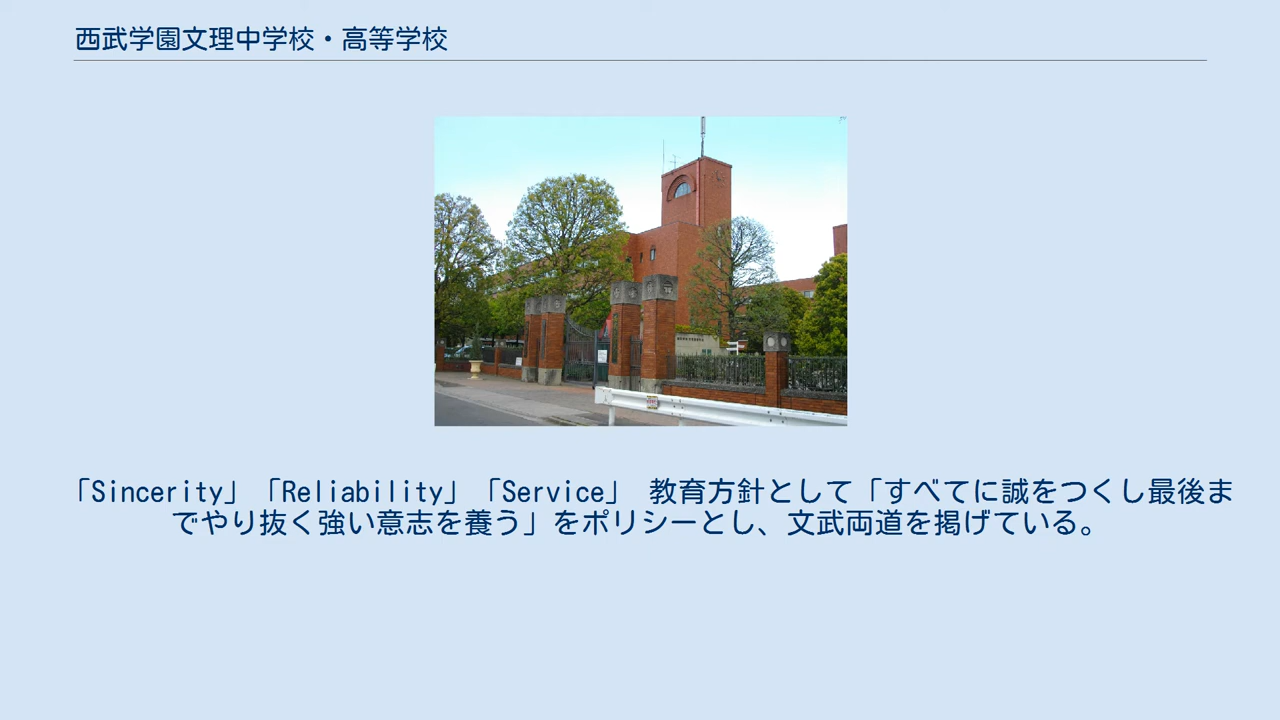 西武学園文理中学校・高等学校
「Sincerity」「Reliability」「Service」 教育方針として「すべてに誠をつくし最後ま
でやり抜く強い意志を養う」をポリシーとし、文武両道を掲げている。